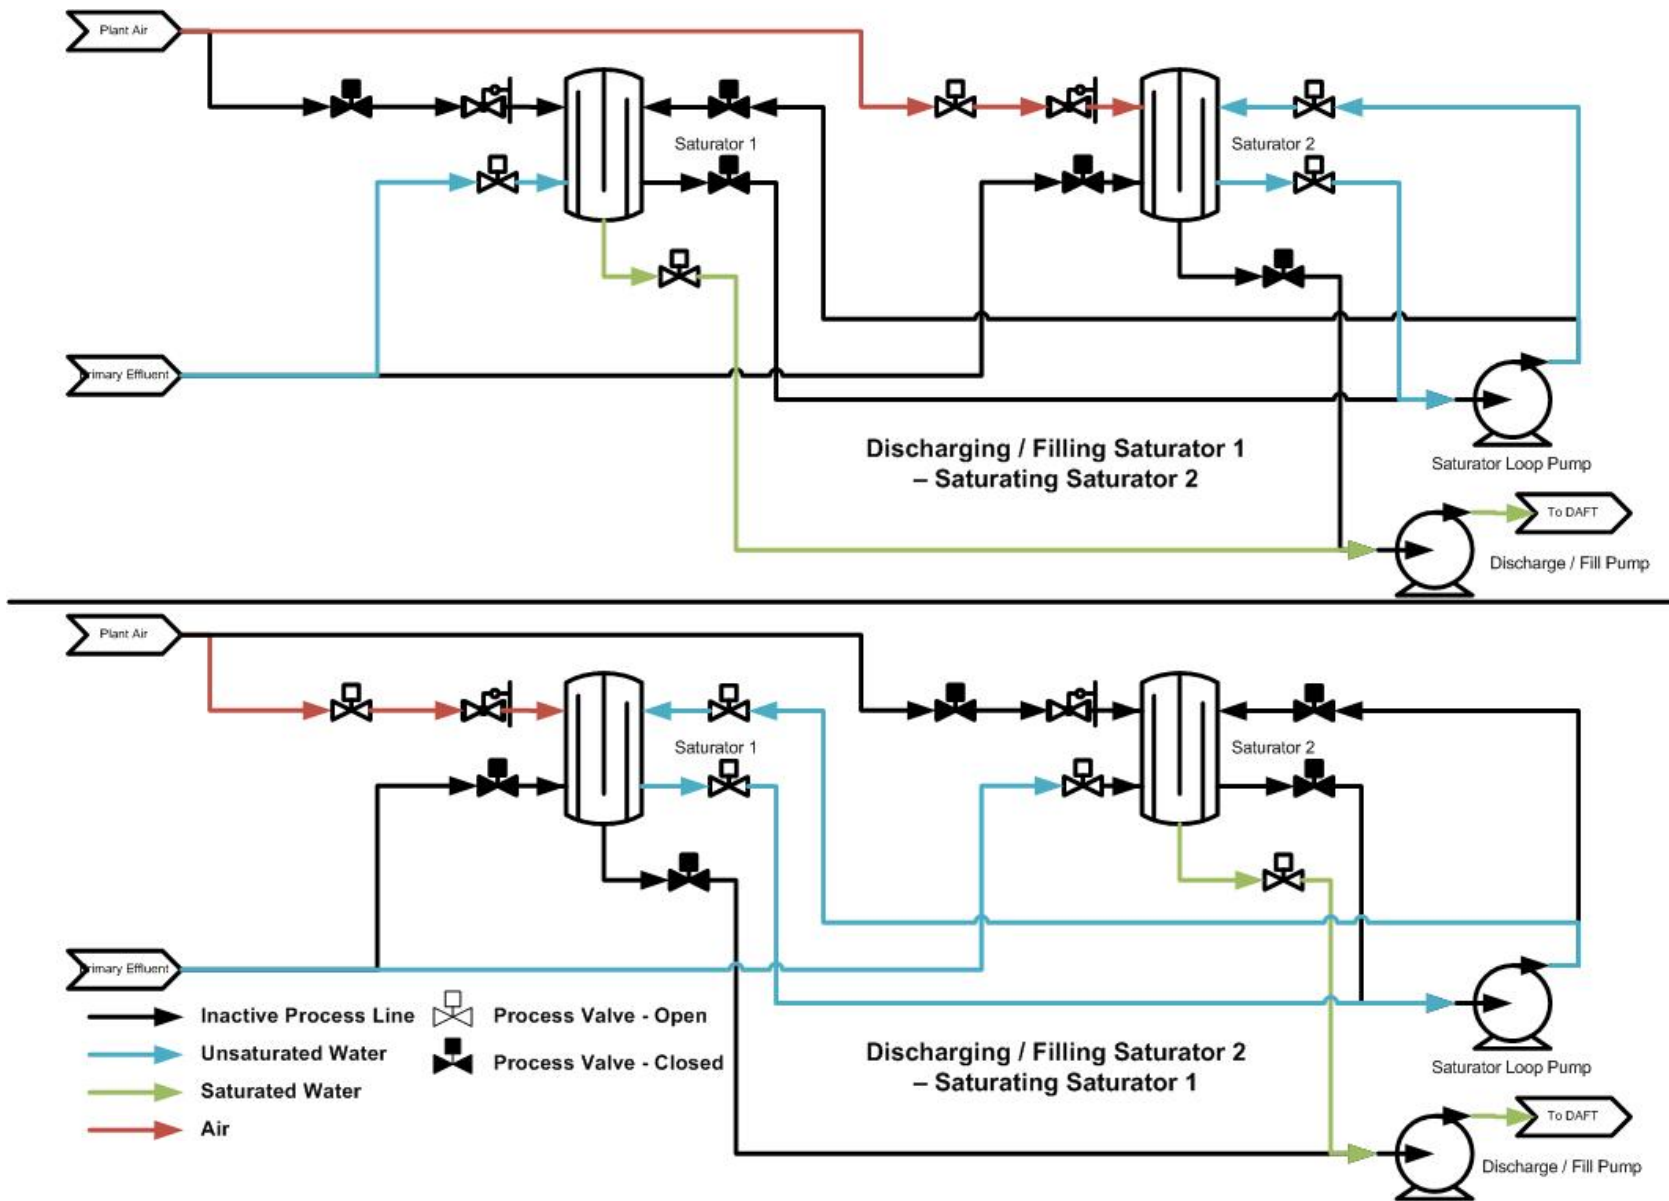 Plant Air
Saturator 1
Saturator 2
Primary Effluent
Discharging / Filling Saturator 1
– Saturating Saturator 2
Saturator Loop Pump
To DAFT
Discharge / Fill Pump
Plant Air
Saturator 1
Saturator 2
Primary Effluent
Inactive Process Line
Process Valve - Open
Unsaturated Water
Process Valve - Closed
Saturated Water
Air
Discharging / Filling Saturator 2
– Saturating Saturator 1
Saturator Loop Pump
To DAFT
Discharge / Fill Pump